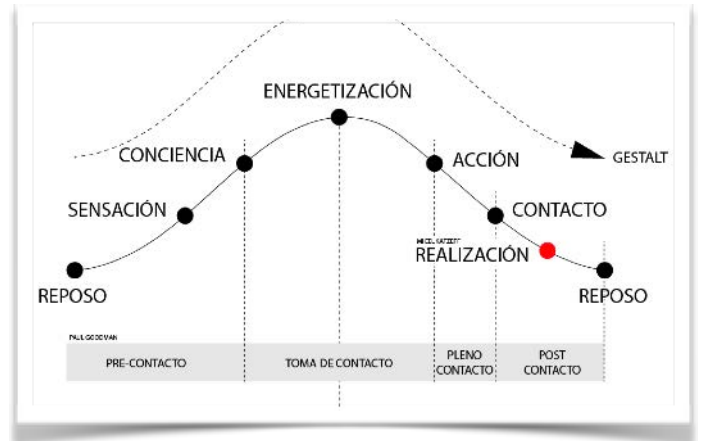 ENERGETIZACIÓN
CONCIENCIA
ACCIÓN
GESTALT
SENSACIÓN
CONTACTO
REALIZACIÓN
REPOSO
REPOSO
PAUL GOODMAN
PRE-CONTACTO
TOMA DE CONTACTO
PLENO
CONTACTO
POST
CONTACTO